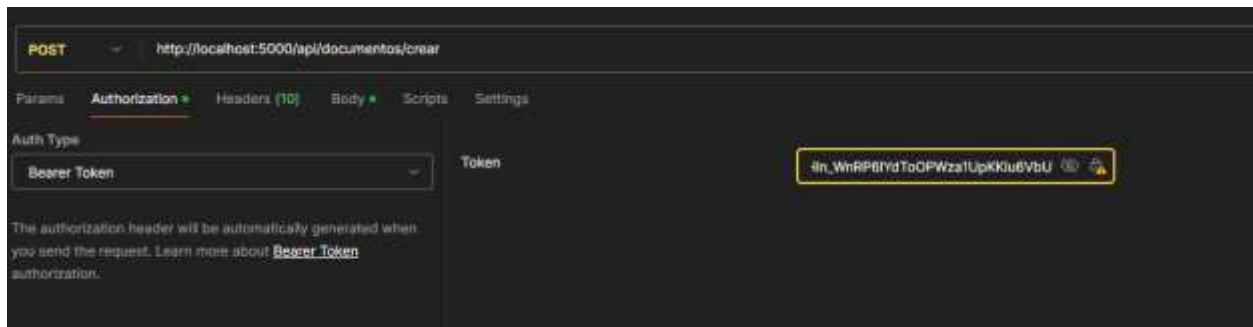 POST http://localhost:5000/api/documentos/crear
Params Authorization Headers (10) Body Scripts Settings
Auth Type
Bearer Token
Token
The authorization header will be automatically generated when
you send the request. Learn more about Bearer Token
authorization.